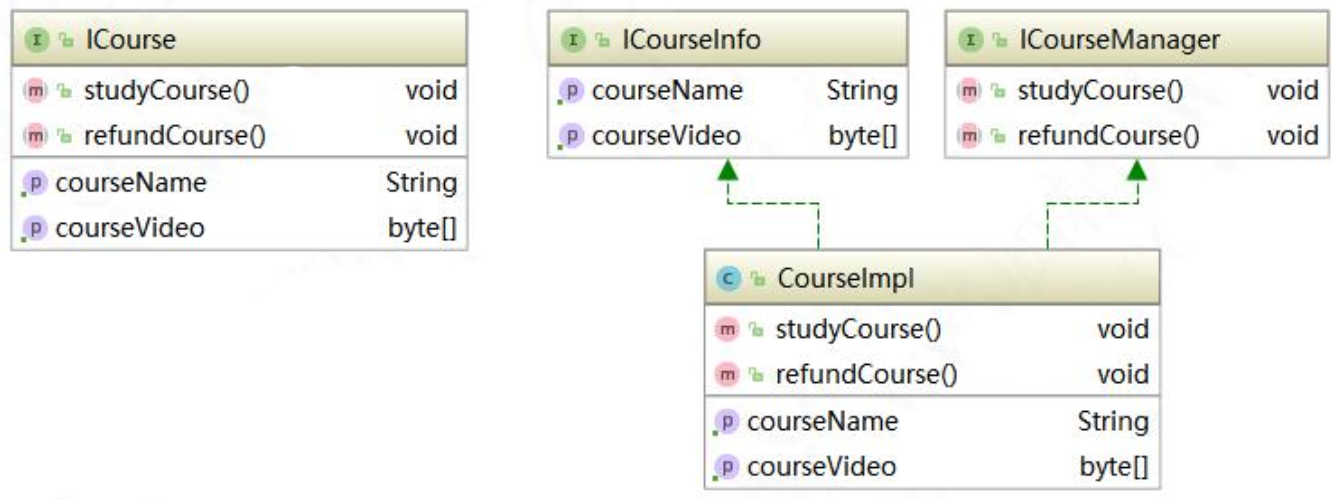 I ICourse
m studyCourse() void
m refundCourse() void
p courseName String
p courseVideo byte[]
I ICourseInfo
p courseName String
p courseVideo byte[]
I ICourseManager
m studyCourse() void
m refundCourse() void
C CourseImpl
m studyCourse() void
m refundCourse() void
p courseName String
p courseVideo byte[]